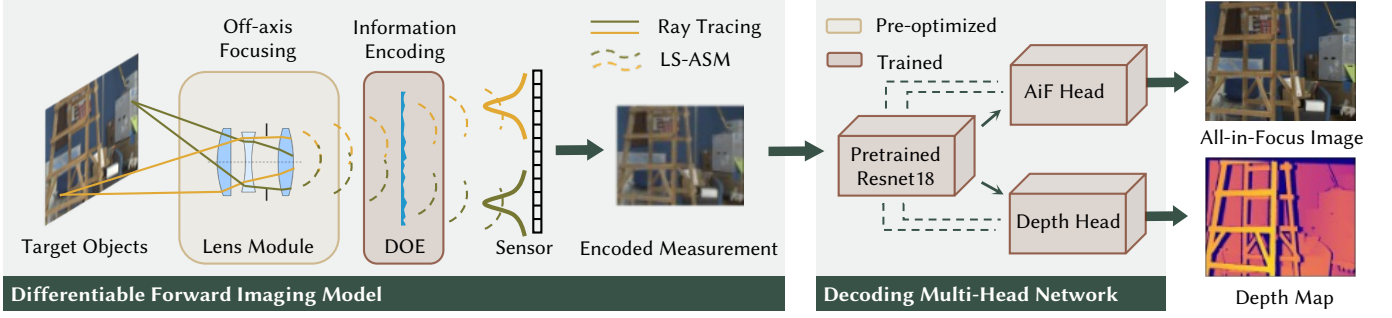 Off-axis
Focusing
Information
Encoding
Ray Tracing
LS-ASM
Target Objects
Lens Module
DOE
Sensor
Encoded Measurement
Differentiable Forward Imaging Model
Pre-optimized
Trained
AiF Head
Pretrained
Resnet18
Depth Head
Decoding Multi-Head Network
All-in-Focus Image
Depth Map